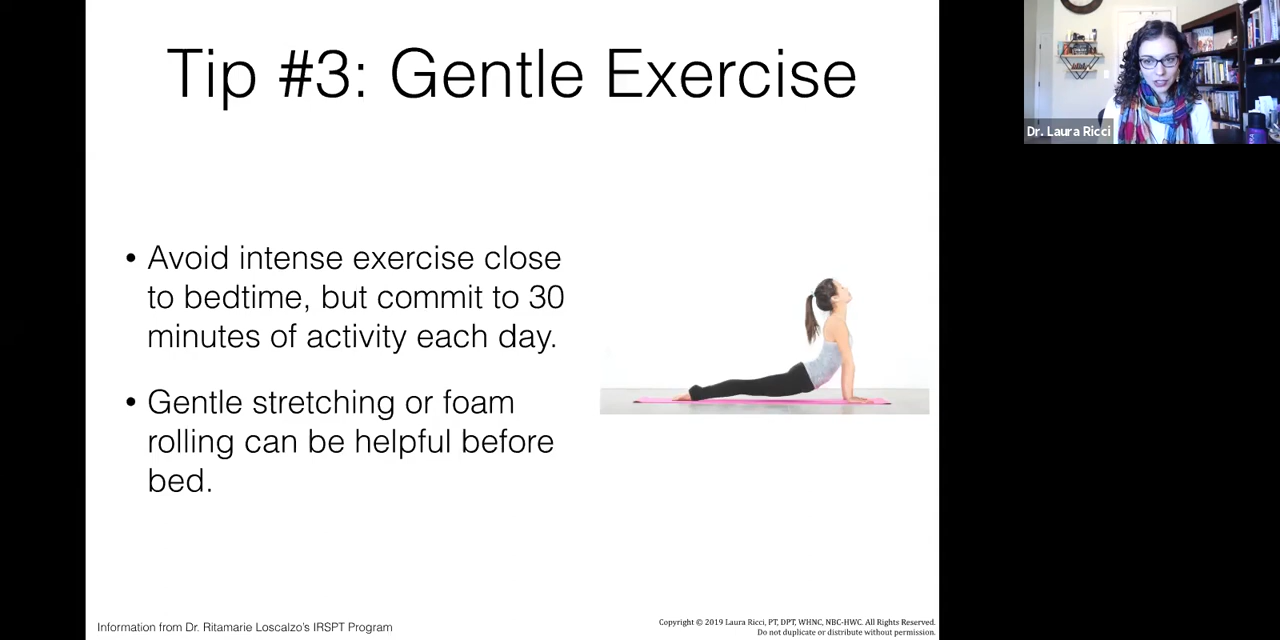 Tip #3: Gentle Exercise
Dr. Laura Ricci
• Avoid intense exercise close
to bedtime, but commit to 30
minutes of activity each day.
• Gentle stretching or foam
rolling can be helpful before
bed.
Information from Dr. Ritamarie Loscalzo's IRSPT Program
Copyright © 2019 Laura Ricci, PT, DPT, WHNC, NBC-HWC. All Rights Reserved.
Do not duplicate or distribute without permission.